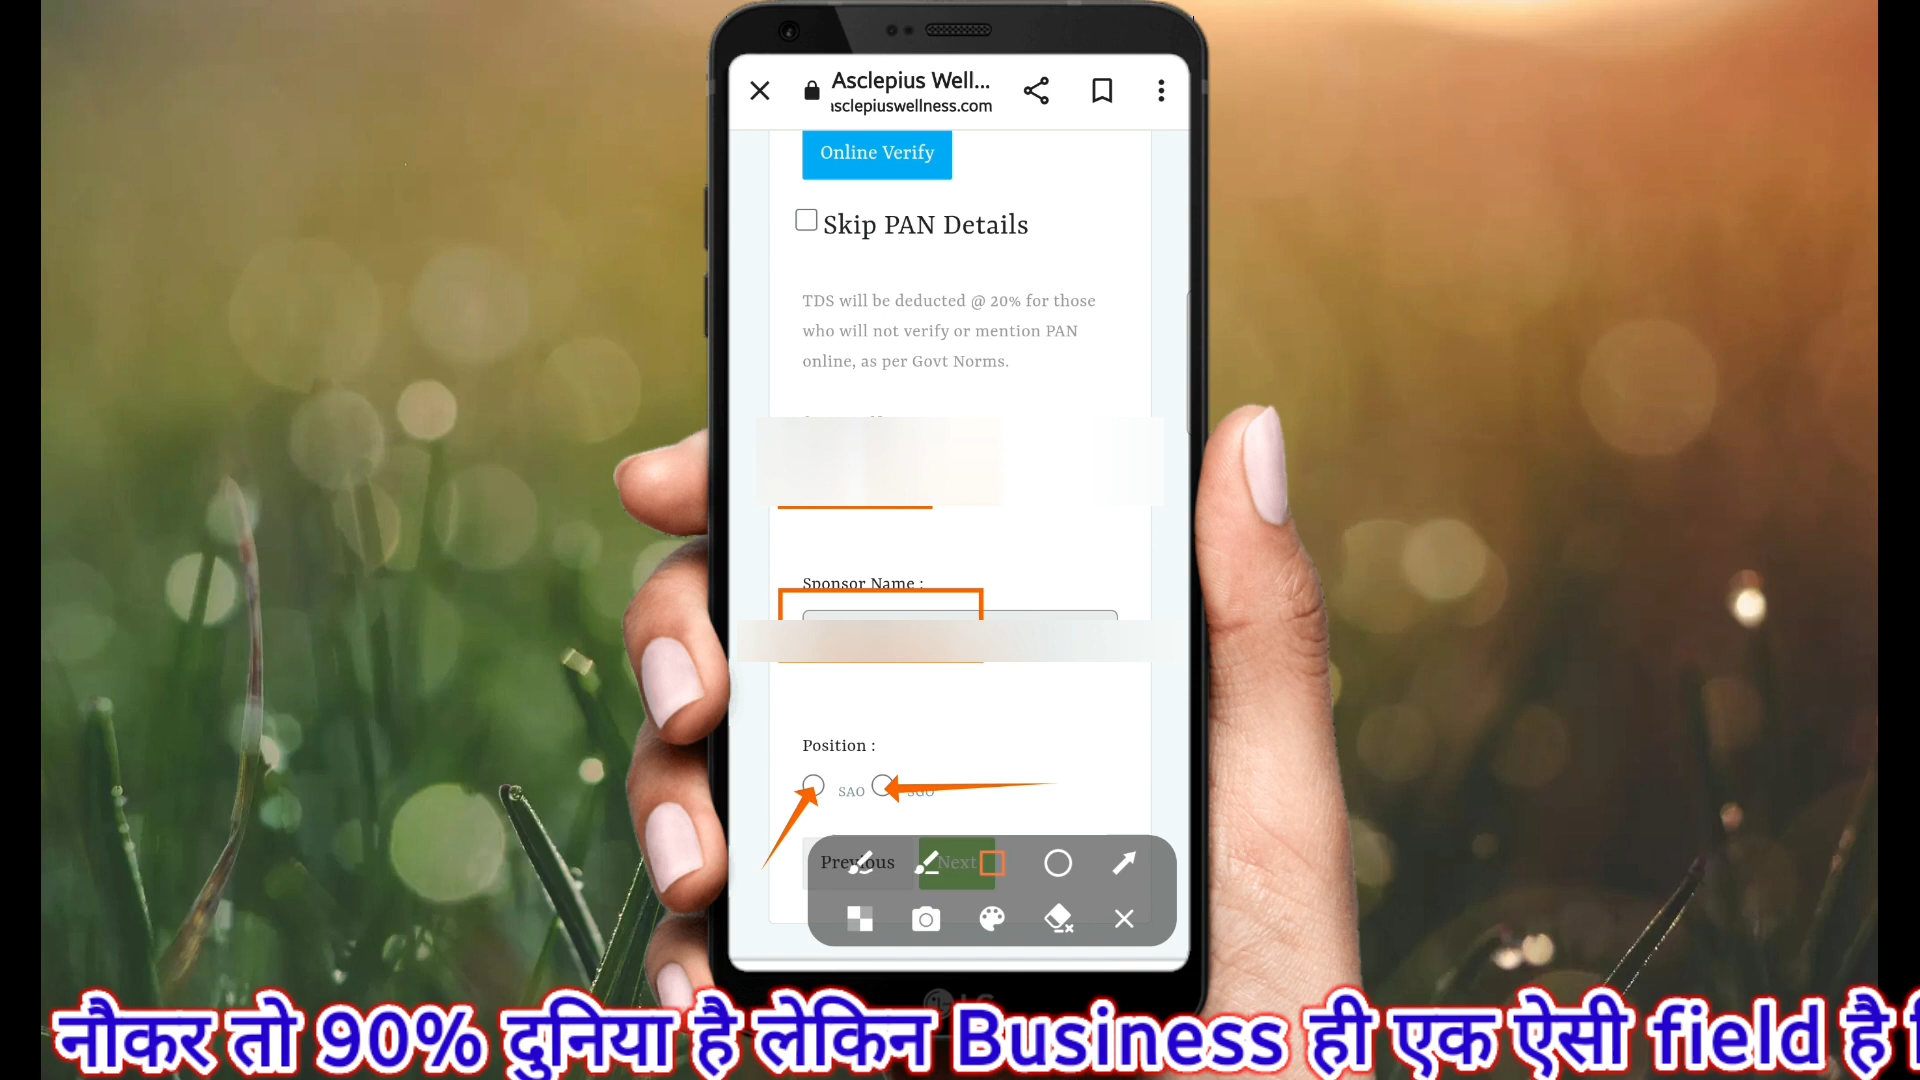 Asclepius Well...
asclepiuswellness.com
Online Verify
Skip PAN Details
TDS will be deducted @ 20% for those
who will not verify or mention PAN
online, as per Govt Norms.
Sponsor Name :
Position :
SAO SGO
Previous Next
नौकर तो 90% दुनिया है लेकिन Business ही एक ऐसी field है